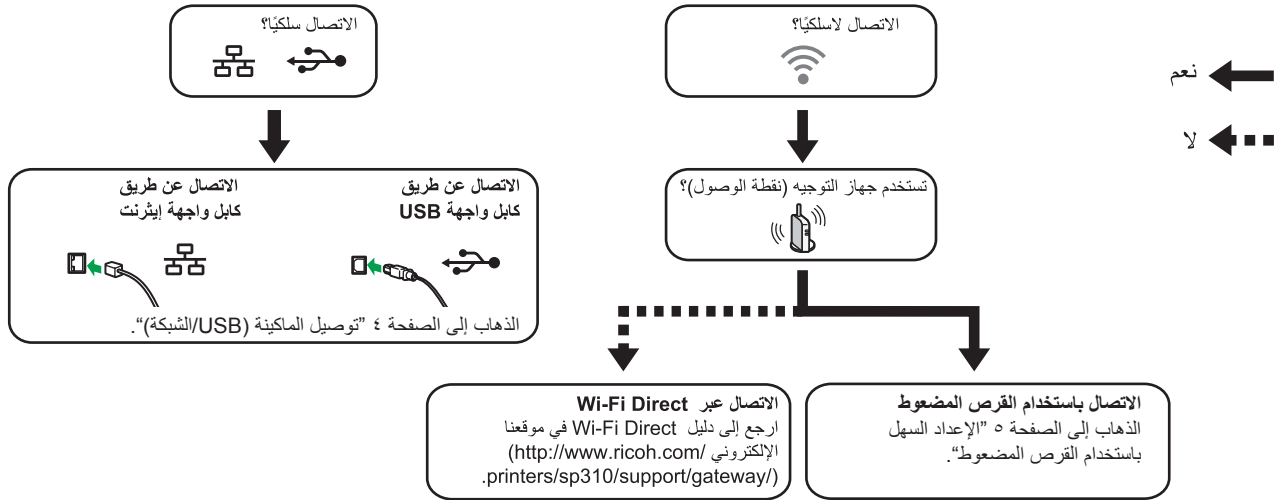 الاتصال سلكيًا؟
الاتصال لاسلكيًا؟
نعم
لا
الاتصال عن طريق
كابل واجهة USB
الاتصال عن طريق
كابل واجهة إيثرنت
الذهاب إلى الصفحة ٤ "توصيل الماكينة (USB/الشبكة)".
تستخدم جهاز التوجيه (نقطة الوصول)؟
الاتصال باستخدام القرص المضغوط
الذهاب إلى الصفحة ٥ "الإعداد السهل
باستخدام القرص المضغوط".
الاتصال عبر Wi-Fi Direct
ارجع إلى دليل Wi-Fi Direct في موقعنا
الإلكتروني (http://www.ricoh.com/
printers/sp310/support/gateway/).